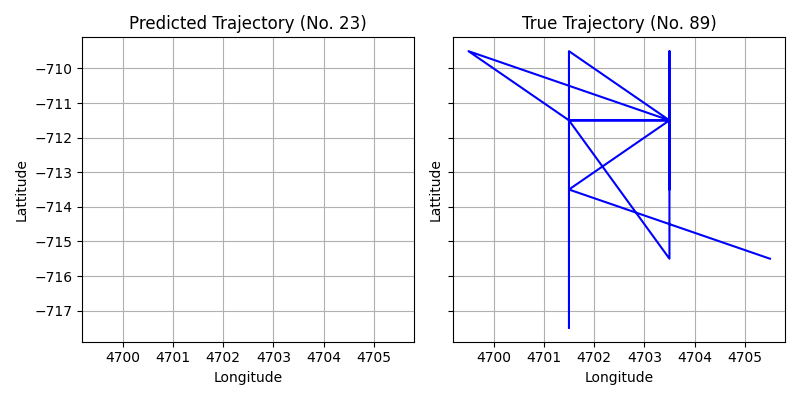 Predicted Trajectory (No. 23)
True Trajectory (No. 89)
−710
−711
−712
−713
−714
−715
−716
−717
Lattitude
Lattitude
4700 4701 4702 4703 4704 4705
4700 4701 4702 4703 4704 4705
Longitude
Longitude